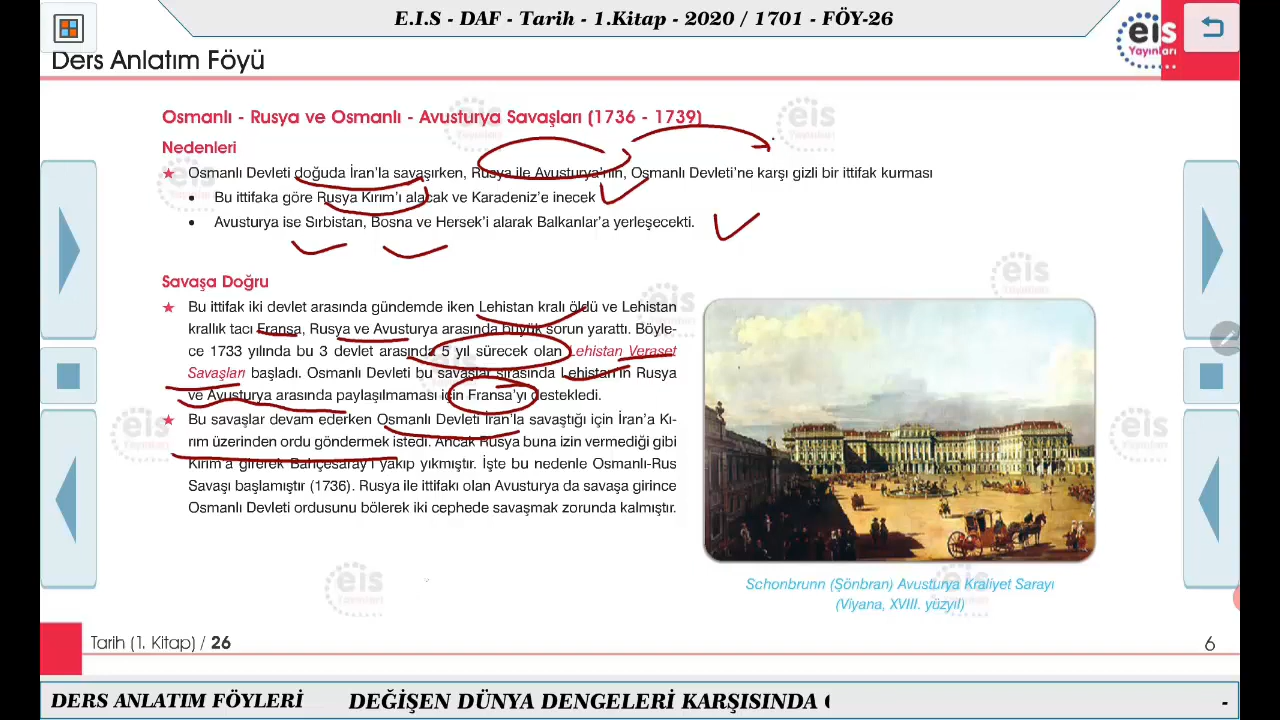 E.I.S - DAF - Tarih - 1.Kitap - 2020 / 1701 - FÖY-26
eis
Yayınları
Ders Anlatım Föyü
Osmanlı - Rusya ve Osmanlı - Avusturya Savaşları (1736 - 1739)
Nedenleri
★ Osmanlı Devleti doğuda İran'la savaşırken, Rusya ile Avusturya'nın, Osmanlı Devleti'ne karşı gizli bir ittifak kurması
• Bu ittifaka göre Rusya Kırım'ı alacak ve Karadeniz'e inecek
• Avusturya ise Sırbistan, Bosna ve Hersek'i alarak Balkanlar'a yerleşecekti.
Savaşa Doğru
★ Bu ittifak iki devlet arasında gündemde iken Lehistan kralı öldü ve Lehistan
krallık tacı Fransa, Rusya ve Avusturya arasında büyük sorun yarattı. Böyle-
ce 1733 yılında bu 3 devlet arasında 5 yıl sürecek olan Lehistan Veraset
Savaşları başladı. Osmanlı Devleti bu savaşlar sırasında Lehistan'ın Rusya
ve Avusturya arasında paylaşılmaması için Fransa'yı destekledi.
★ Bu savaşlar devam ederken Osmanlı Devleti İran'la savaştığı için İran'a Kı-
rım üzerinden ordu göndermek istedi. Ancak Rusya buna izin vermediği gibi
Kırım'a girerek Bahçesaray'ı yakıp yıkmıştır. İşte bu nedenle Osmanlı-Rus
Savaşı başlamıştır (1736). Rusya ile ittifakı olan Avusturya da savaşa girince
Osmanlı Devleti ordusunu bölerek iki cephede savaşmak zorunda kalmıştır.
Schonbrunn (Şönbran) Avusturya Kraliyet Sarayı
(Viyana, XVIII. yüzyıl)
Tarih (1. Kitap) / 26
6
DERS ANLATIM FÖYLERİ DEĞİŞEN DÜNYA DENGELERİ KARŞISINDA
-